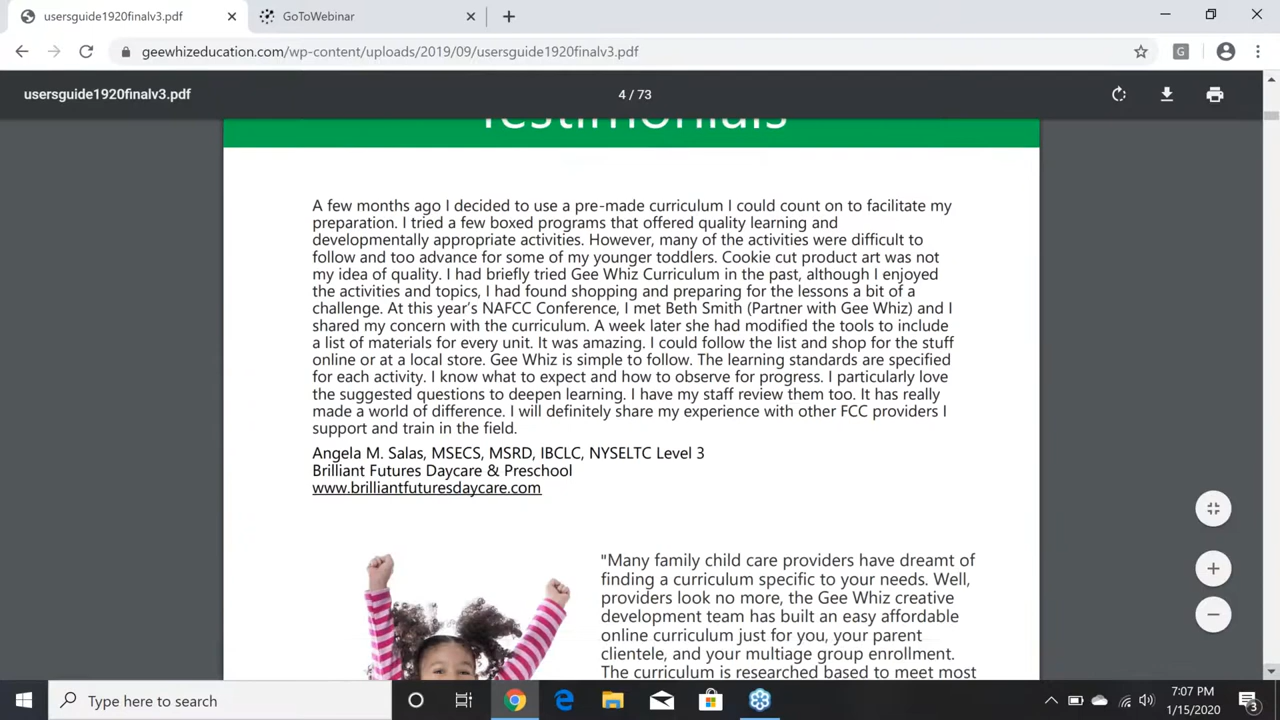 usersguide1920finalv3.pdf
GoToWebinar
geewhizeducation.com/wp-content/uploads/2019/09/usersguide1920finalv3.pdf
G
usersguide1920finalv3.pdf
4 / 73
Testimonials
A few months ago I decided to use a pre-made curriculum I could count on to facilitate my
preparation. I tried a few boxed programs that offered quality learning and
developmentally appropriate activities. However, many of the activities were difficult to
follow and too advance for some of my younger toddlers. Cookie cut product art was not
my idea of quality. I had briefly tried Gee Whiz Curriculum in the past, although I enjoyed
the activities and topics, I had found shopping and preparing for the lessons a bit of a
challenge. At this year's NAFCC Conference, I met Beth Smith (Partner with Gee Whiz) and I
shared my concern with the curriculum. A week later she had modified the tools to include
a list of materials for every unit. It was amazing. I could follow the list and shop for the stuff
online or at a local store. Gee Whiz is simple to follow. The learning standards are specified
for each activity. I know what to expect and how to observe for progress. I particularly love
the suggested questions to deepen learning. I have my staff review them too. It has really
made a world of difference. I will definitely share my experience with other FCC providers I
support and train in the field.
Angela M. Salas, MSECS, MSRD, IBCLC, NYSELTC Level 3
Brilliant Futures Daycare & Preschool
www.brilliantfuturesdaycare.com
"Many family child care providers have dreamt of
finding a curriculum specific to your needs. Well,
providers look no more, the Gee Whiz creative
development team has built an easy affordable
online curriculum just for you, your parent
clientele, and your multiage group enrollment.
The curriculum is researched based to meet most
Type here to search
7:07 PM
1/15/2020
3